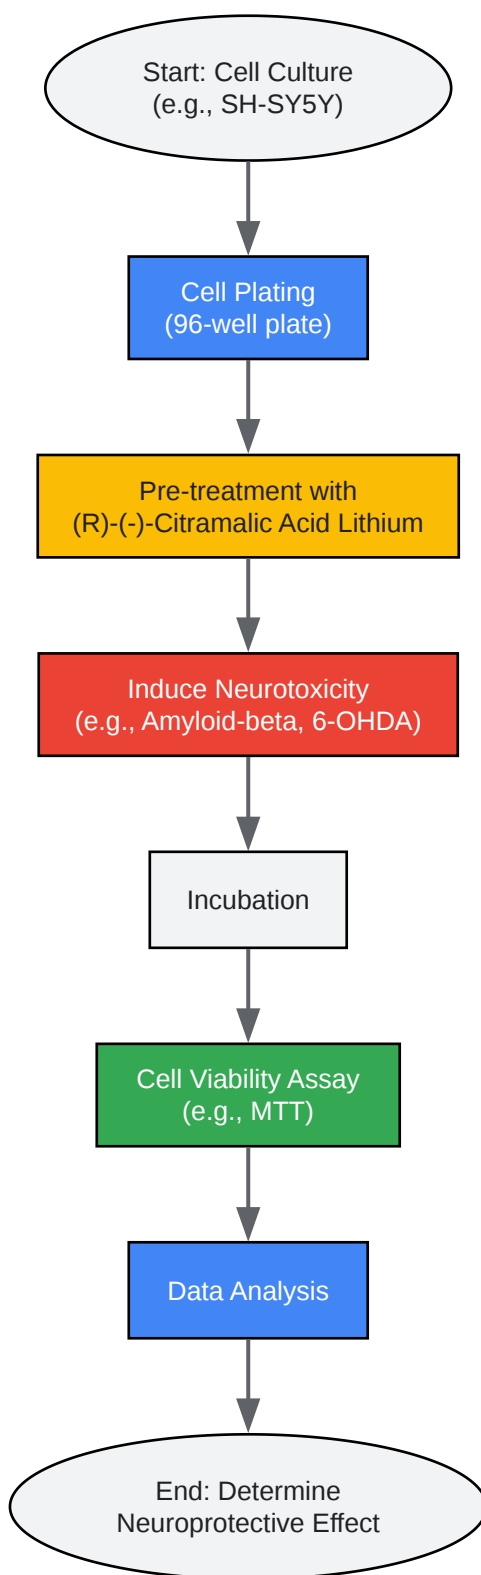 Start: Cell Culture
(e.g., SH-SY5Y)
Cell Plating
(96-well plate)
Pre-treatment with
(R)-(-)-Citramalic Acid Lithium
Induce Neurotoxicity
(e.g., Amyloid-beta, 6-OHDA)
Incubation
Cell Viability Assay
(e.g., MTT)
Data Analysis
End: Determine
Neuroprotective Effect